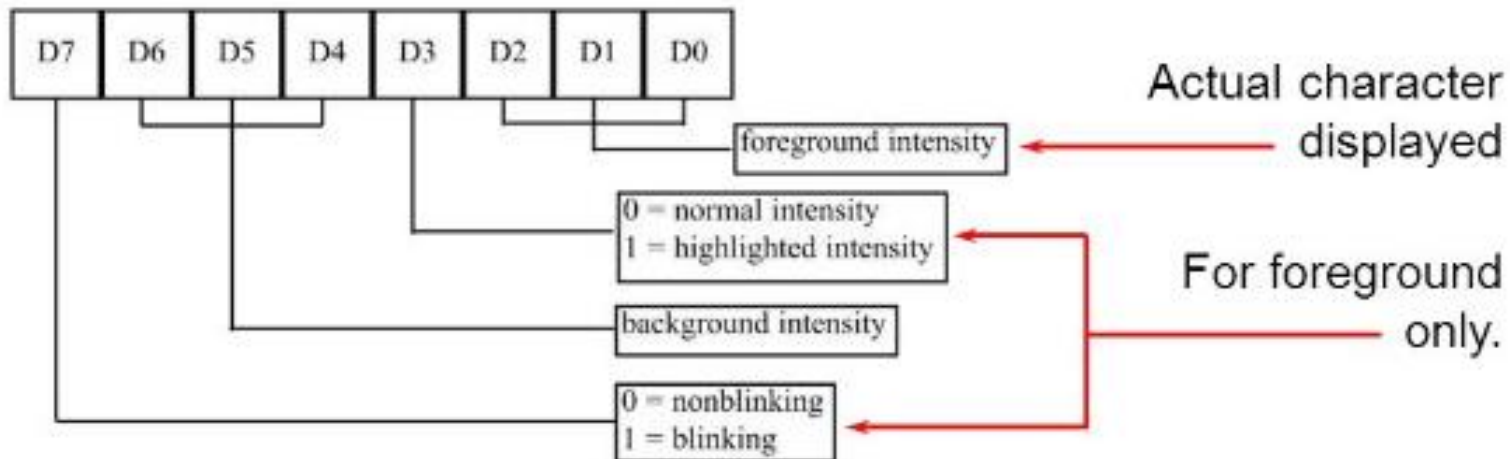 D7 D6 D5 D4 D3 D2 D1 D0
Actual character
displayed
foreground intensity
0 = normal intensity
1 = highlighted intensity
For foreground
only.
background intensity
0 = nonblinking
1 = blinking